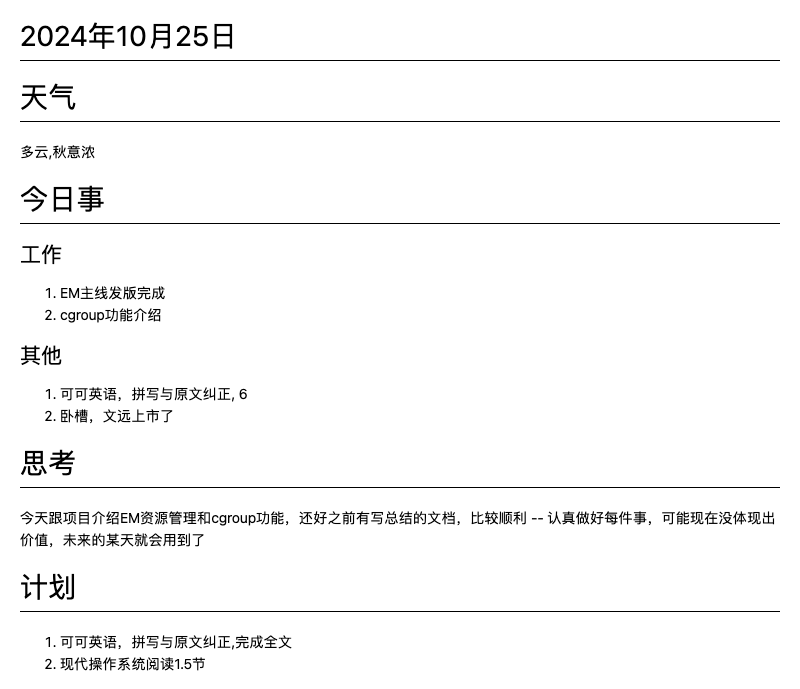 2024年10月25日
天气
多云,秋意浓
今日事
工作
1. EM主线发版完成
2. cgroup功能介绍
其他
1. 可可英语，拼写与原文纠正, 6
2. 卧槽，文远上市了
思考
今天跟项目介绍EM资源管理和cgroup功能，还好之前有写总结的文档，比较顺利 -- 认真做好每件事，可能现在没体现出
价值，未来的某天就会用到了
计划
1. 可可英语，拼写与原文纠正,完成全文
2. 现代操作系统阅读1.5节